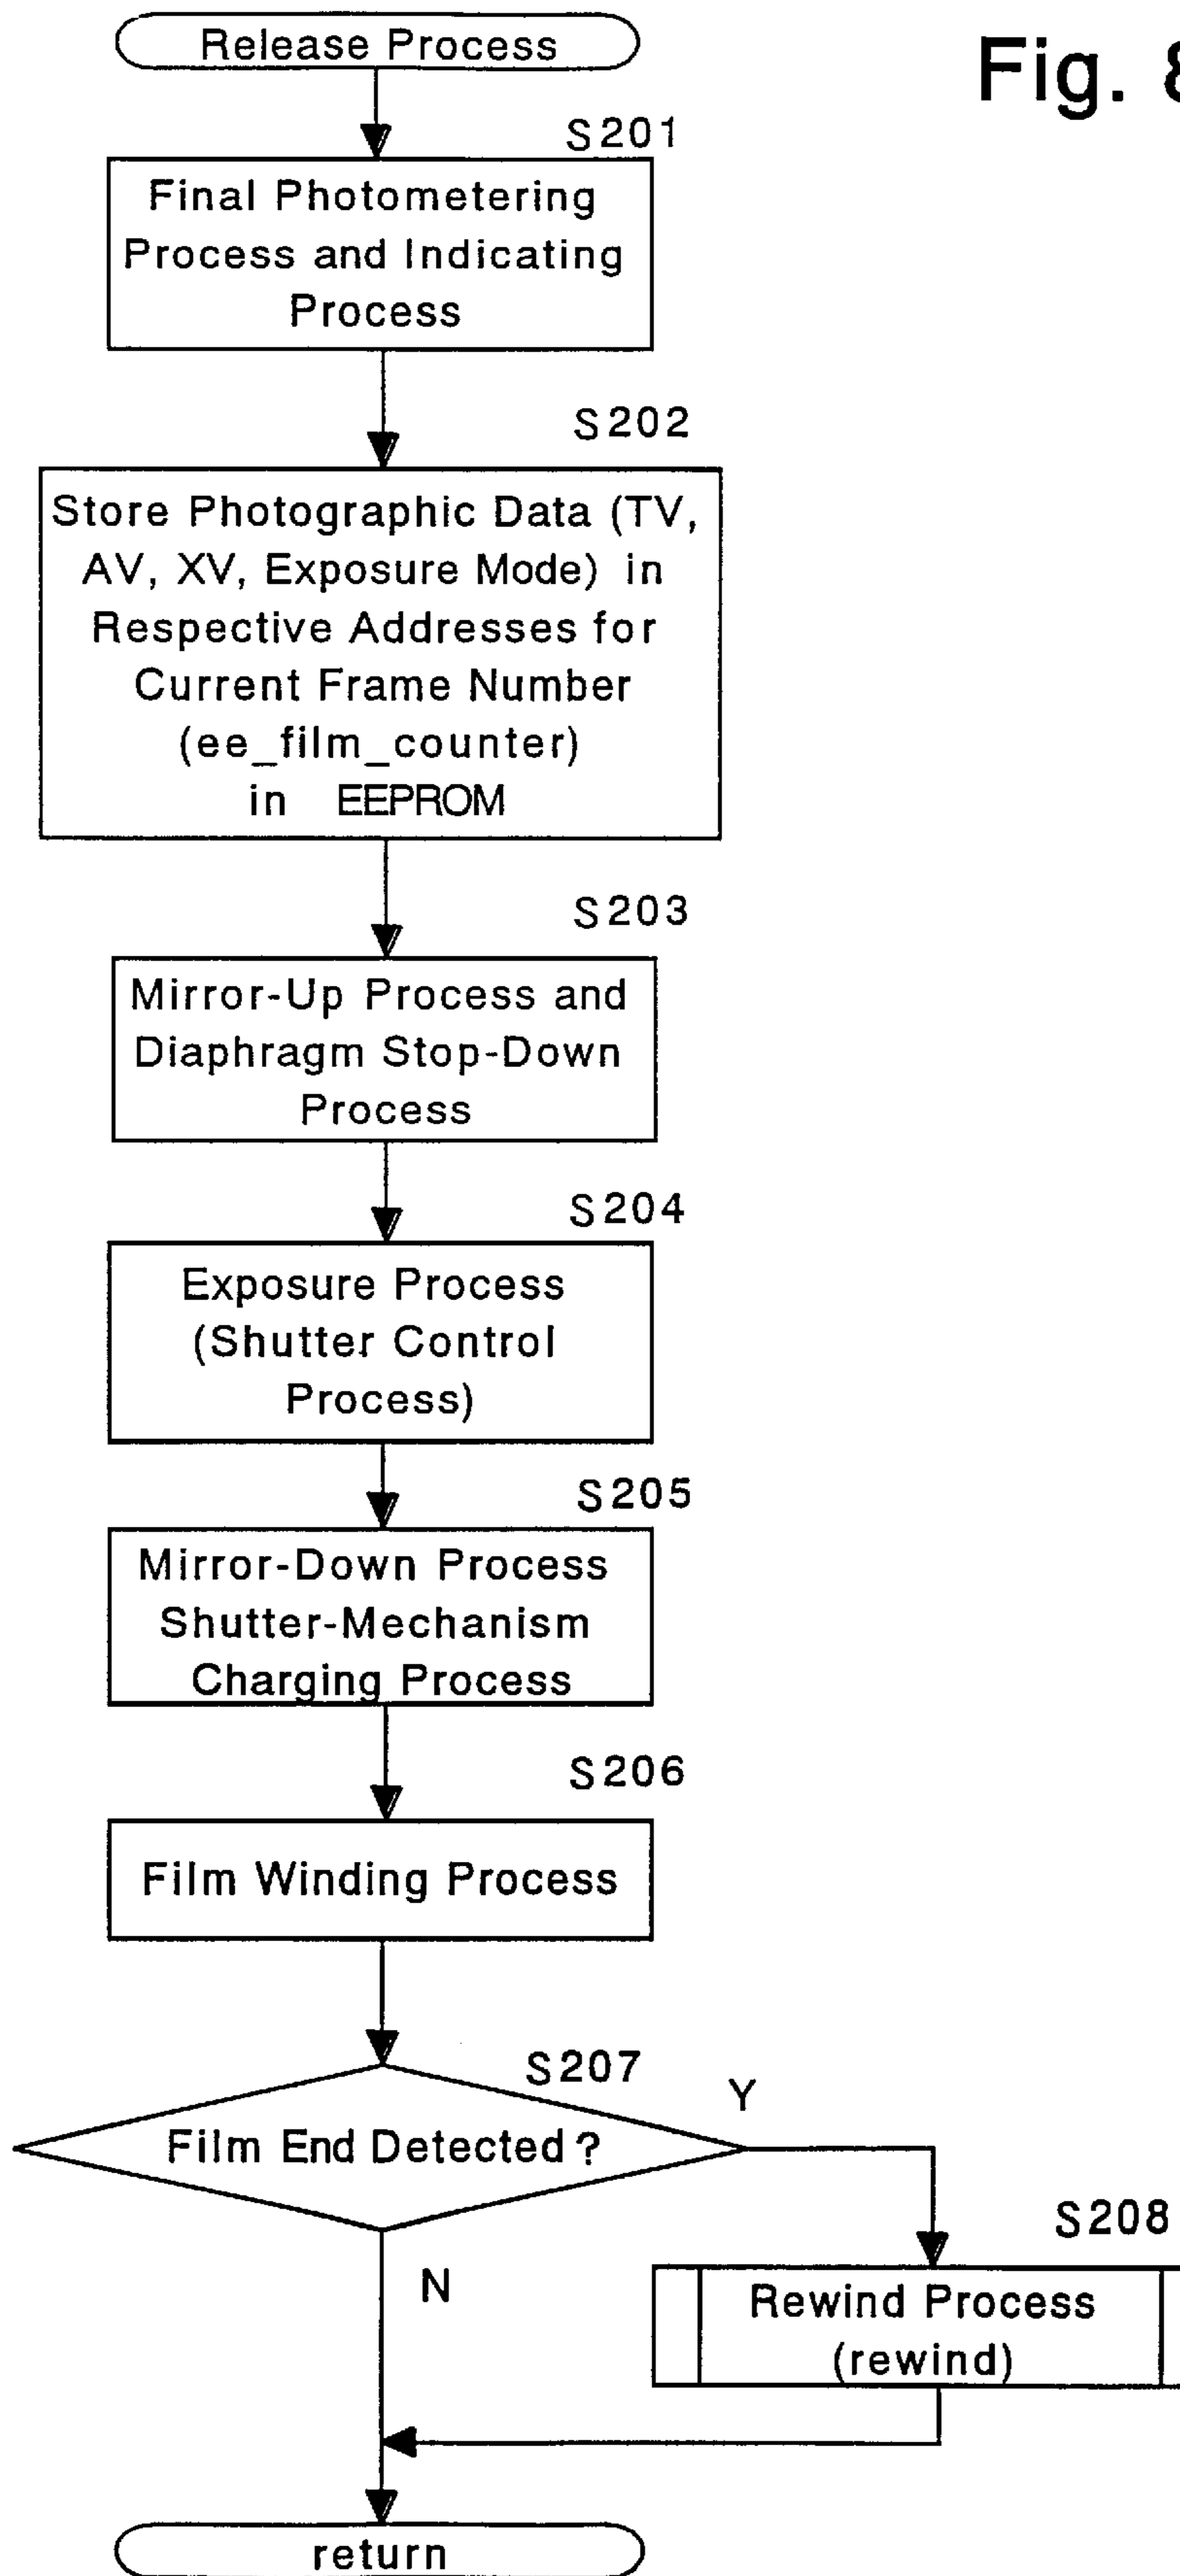 Release Process
Fig. 8
S201
Final Photometering
Process and Indicating
Process
S202
Store Photographic Data (TV,
AV, XV, Exposure Mode) in
Respective Addresses for
Current Frame Number
(ee_film_counter)
in EEPROM
S203
Mirror-Up Process and
Diaphragm Stop-Down
Process
S204
Exposure Process
(Shutter Control
Process)
S205
Mirror-Down Process
Shutter-Mechanism
Charging Process
S206
Film Winding Process
S207
Y
Film End Detected?
S208
N
Rewind Process
(rewind)
return